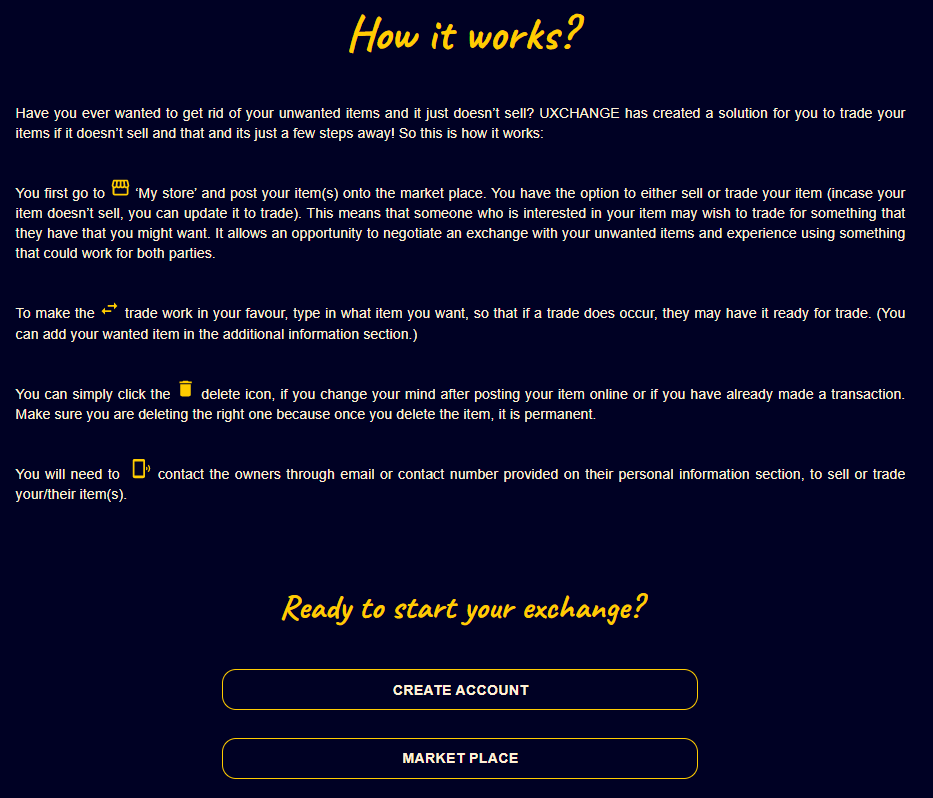 How it works?
Have you ever wanted to get rid of your unwanted items and it just doesn’t sell? UXCHANGE has created a solution for you to trade your
items if it doesn’t sell and that and its just a few steps away! So this is how it works:
You first go to ‘My store’ and post your item(s) onto the market place. You have the option to either sell or trade your item (incase your
item doesn’t sell, you can update it to trade). This means that someone who is interested in your item may wish to trade for something that
they have that you might want. It allows an opportunity to negotiate an exchange with your unwanted items and experience using something
that could work for both parties.
To make the trade work in your favour, type in what item you want, so that if a trade does occur, they may have it ready for trade. (You
can add your wanted item in the additional information section.)
You can simply click the delete icon, if you change your mind after posting your item online or if you have already made a transaction.
Make sure you are deleting the right one because once you delete the item, it is permanent.
You will need to contact the owners through email or contact number provided on their personal information section, to sell or trade
your/their item(s).
Ready to start your exchange?
CREATE ACCOUNT
MARKET PLACE